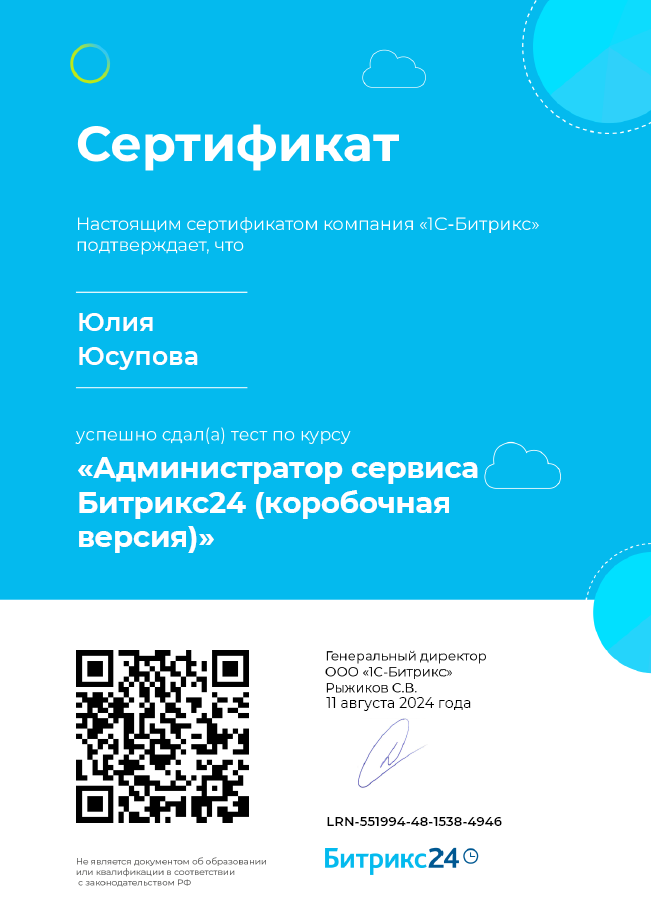 Сертификат
Настоящим сертификатом компания «1С-Битрикс»
подтверждает, что
Юлия
Юсупова
успешно сдал(а) тест по курсу
«Администратор сервиса
Битрикс24 (коробочная
версия)»
Генеральный директор
ООО «1С-Битрикс»
Рыжиков С.В.
11 августа 2024 года
LRN-551994-48-1538-4946
Битрикс24
Не является документом об образовании
или квалификации в соответствии
с законодательством РФ